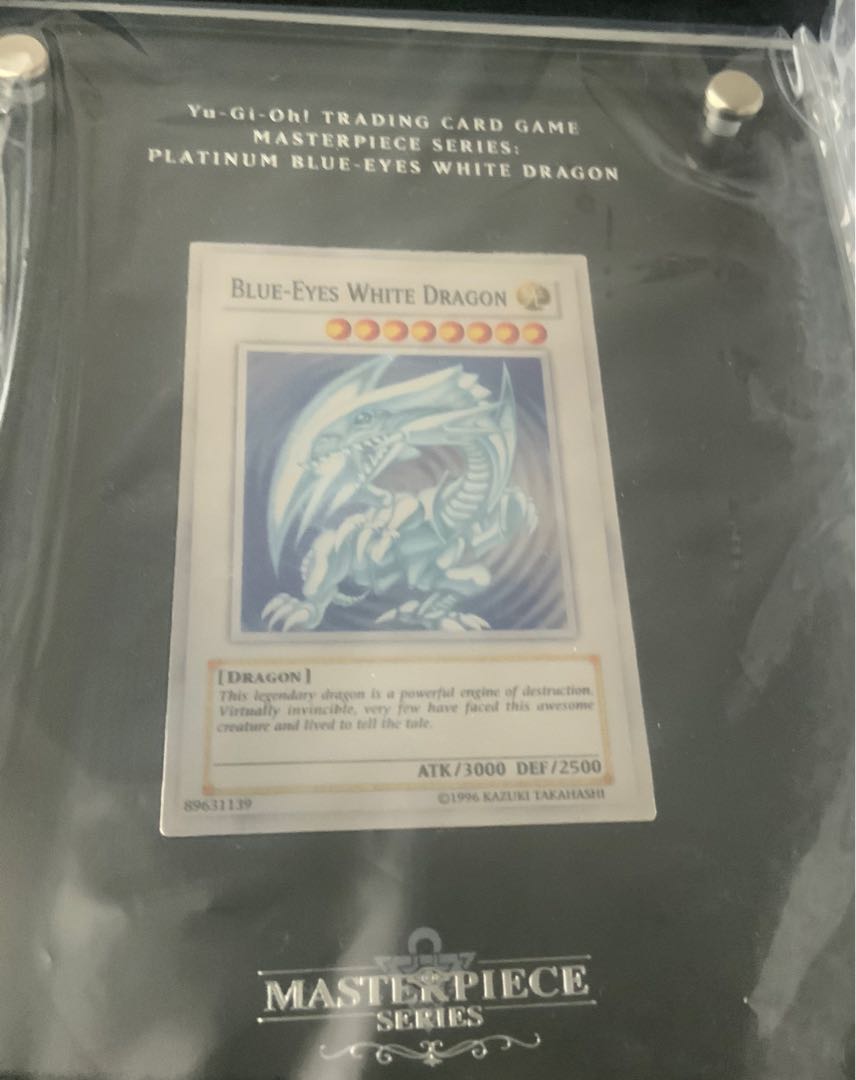 Yu-Gi-Oh! TRADING CARD GAME
MASTERPIECE SERIES:
PLATINUM BLUE-EYES WHITE DRAGON
BLUE-EYES WHITE DRAGON
[DRAGON]
This legendary dragon is a powerful engine of destruction.
Virtually invincible, very few have faced this awesome
creature and lived to tell the tale.
ATK/3000 DEF/2500
89631139 ©1996 KAZUKI TAKAHASHI
MASTERPIECE
SERIES